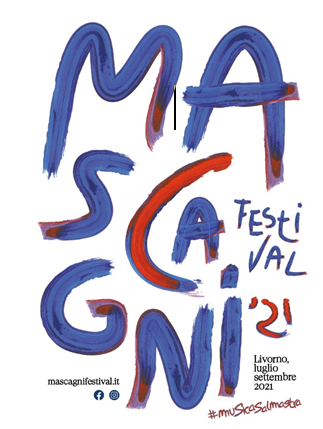 MA
SCA
GNI
FESTI
VAL
'21
Livorno,
luglio
settembre
2021
mascagnifestival.it
#musicasalmastra